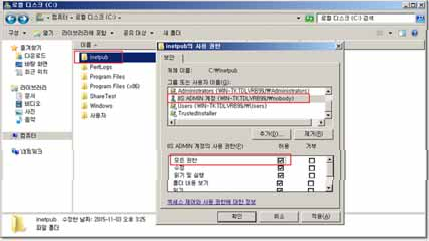 로컬 디스크 (C:)
컴퓨터 ▸ 로컬 디스크 (C:) ▸
로컬 디스크 (C:) 검색
구성 ▼ 열기 라이브러리에 포함 ▼ 공유 대상 ▼ 새 폴더
즐겨찾기
다운로드
바탕 화면
최근 위치
라이브러리
문서
비디오
사진
음악
컴퓨터
네트워크
이름
inetpub
PerfLogs
Program Files
Program Files (x86)
ShareTest
Windows
사용자
inetpub의 사용 권한
보안
개체 이름: C:\inetpub
그룹 또는 사용자 이름(G):
Administrators (WIN-TKTDLVRB99L\Administrators)
IIS ADMIN 계정 (WIN-TKTDLVRB99L\nobody)
Users (WIN-TKTDLVRB99L\Users)
TrustedInstaller
추가(D)... 제거(R)
IIS ADMIN 계정의 사용 권한(P) 허용 거부
모든 권한
수정
읽기 및 실행
폴더 내용 보기
읽기
액세스 제어와 사용 권한에 대한 정보
확인 취소 적용(A)
inetpub 수정한 날짜: 2015-11-03 오후 5:25
파일 폴더